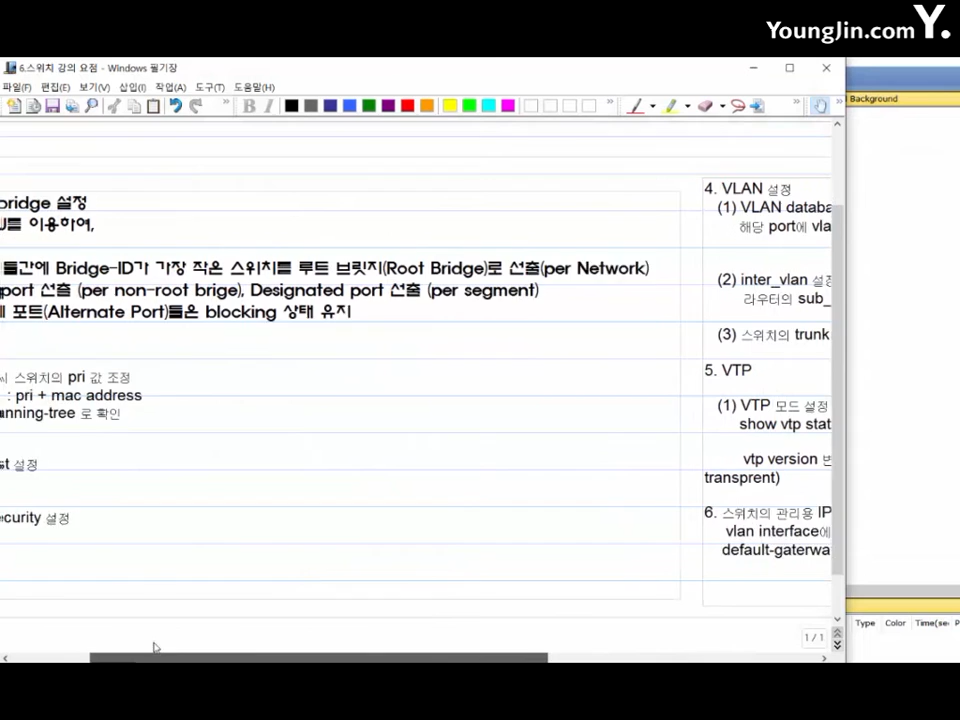 YoungJin.com Y.
6.스위치 강의 요점 - Windows 필기장
파일(F) 편집(E) 보기(V) 삽입(I) 작업(A) 도구(T) 도움말(H)
B I
Background
bridge 설정
를 이용하여,
들간에 Bridge-ID가 가장 작은 스위치를 루트 브릿지(Root Bridge)로 선출(per Network)
port 선출 (per non-root brige), Designated port 선출 (per segment)
포트(Alternate Port)들은 blocking 상태 유지
스위치의 pri 값 조정
: pri + mac address
nning-tree 로 확인
st 설정
curity 설정
4. VLAN 설정
(1) VLAN databa
해당 port에 vla
(2) inter_vlan 설정
라우터의 sub_
(3) 스위치의 trunk
5. VTP
(1) VTP 모드 설정
show vtp stat
vtp version 변
transprent)
6. 스위치의 관리용 IP
vlan interface에
default-gaterwa
1 / 1
Type Color Time(se P